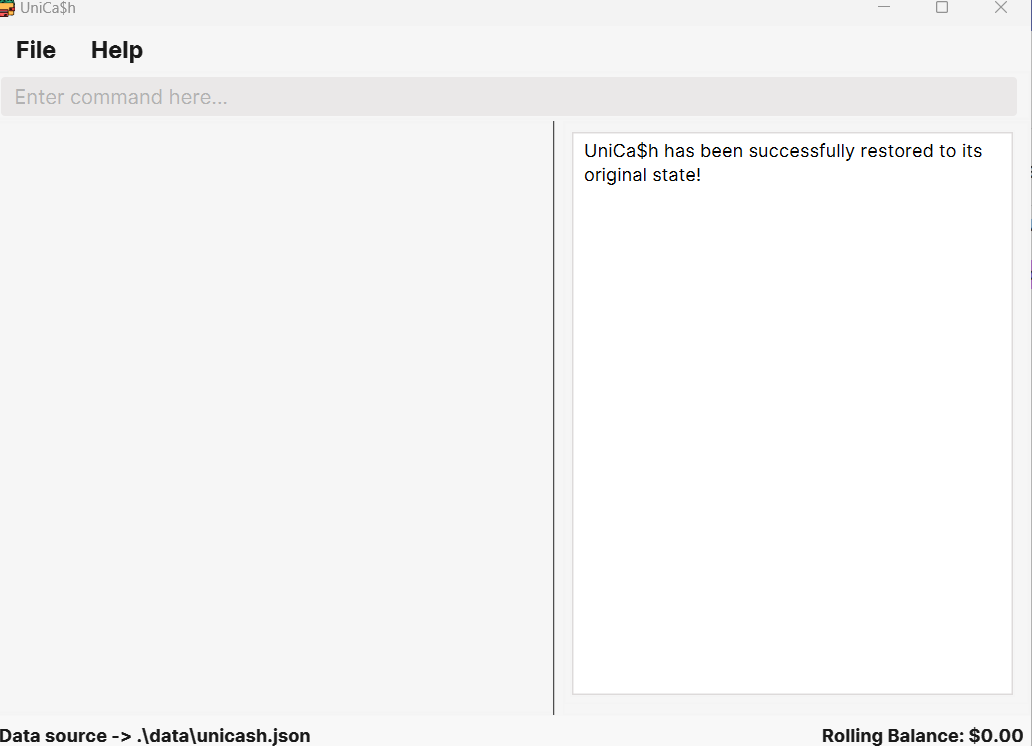 UniCa$h
File Help
Enter command here...
UniCa$h has been successfully restored to its
original state!
Data source -> .\data\unicash.json
Rolling Balance: $0.00